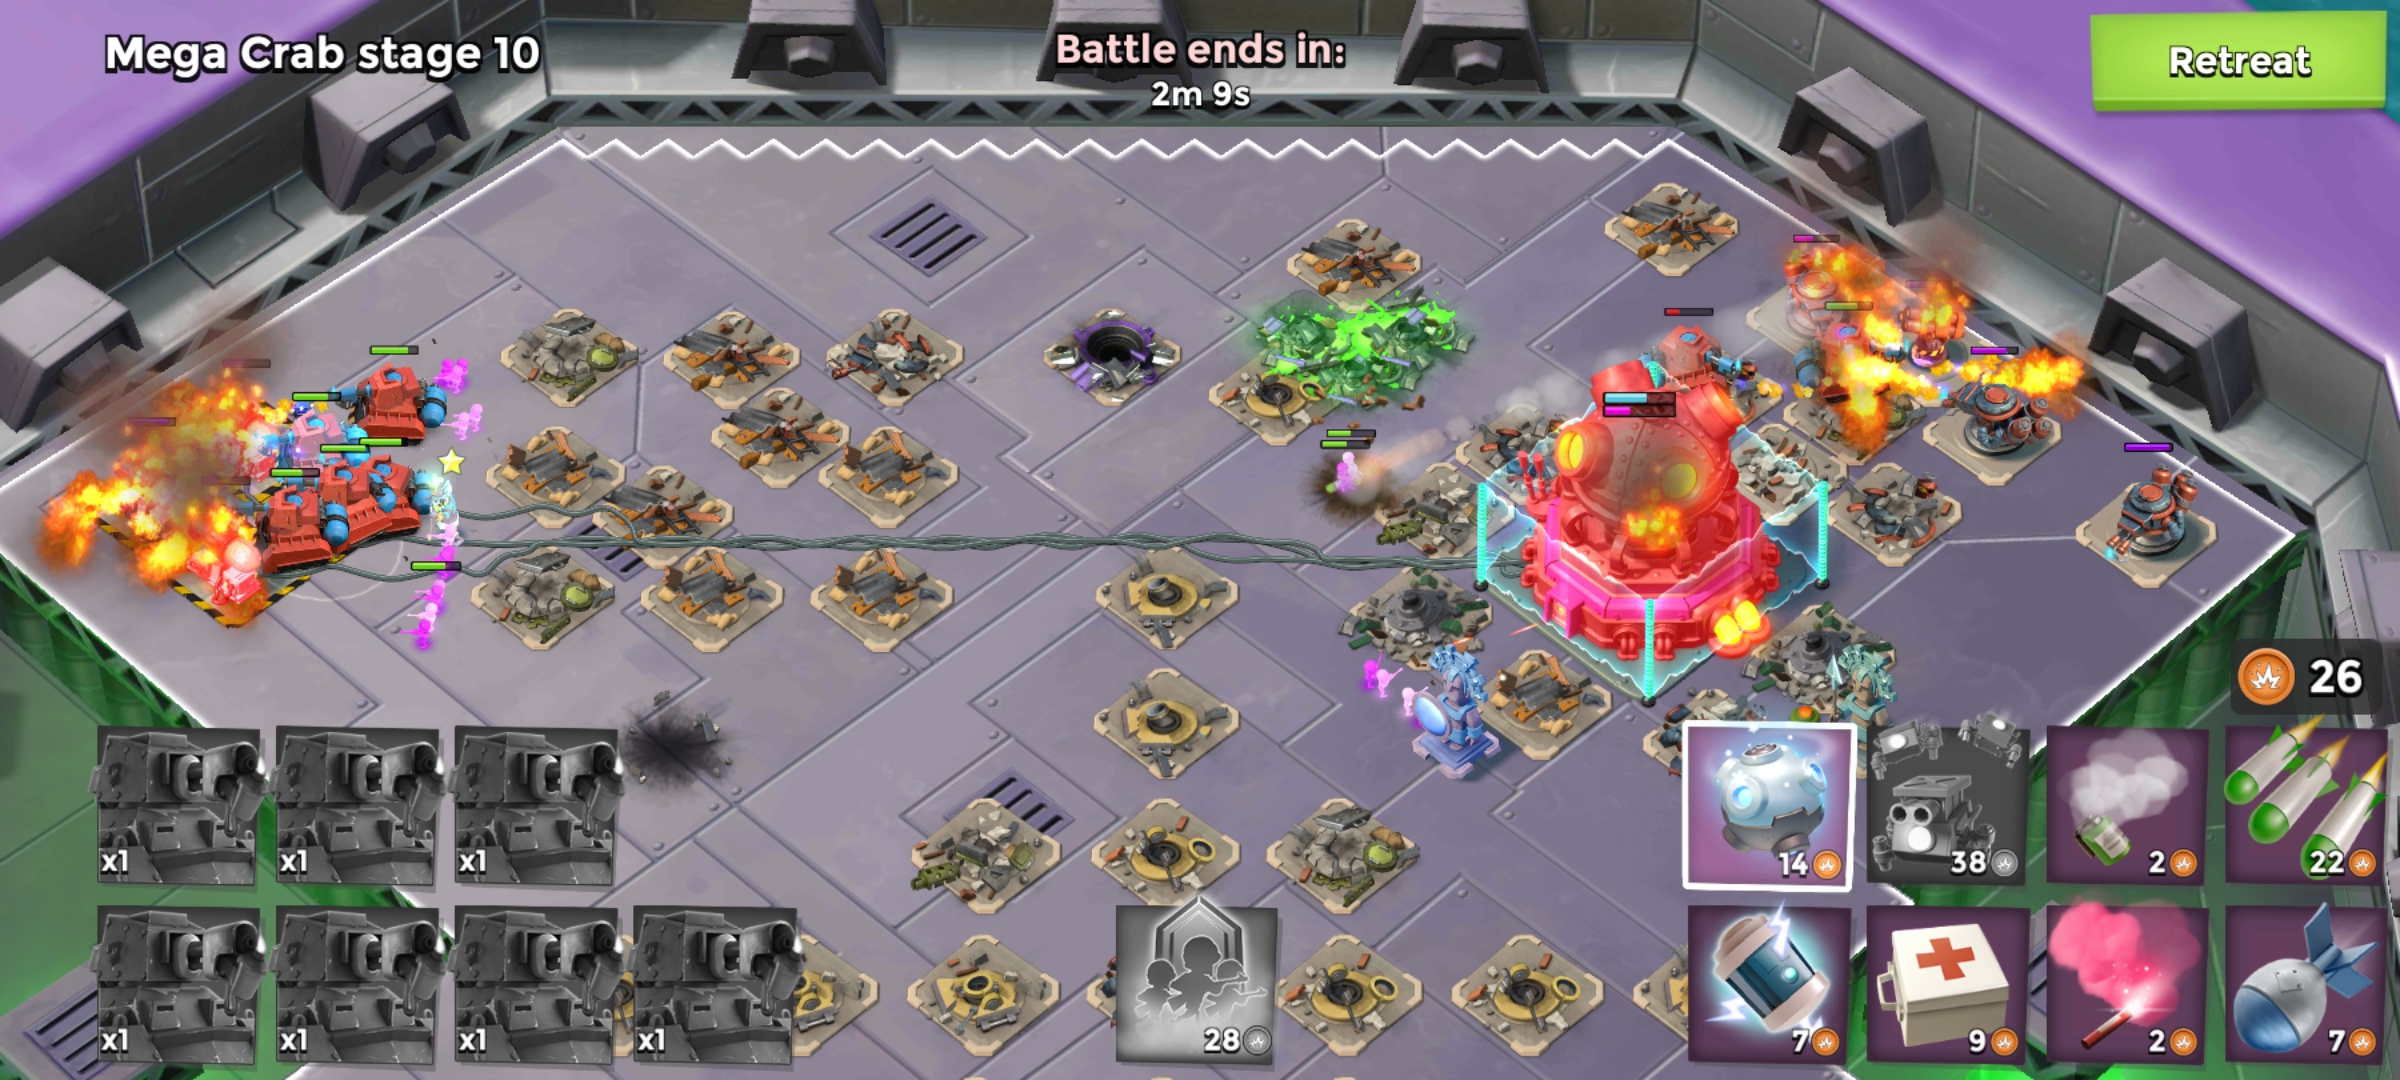 Mega Crab stage 10
Battle ends in:
2m 9s
Retreat
26
x1
x1
x1
14
38
2
22
x1
x1
x1
x1
28
7
9
2
7